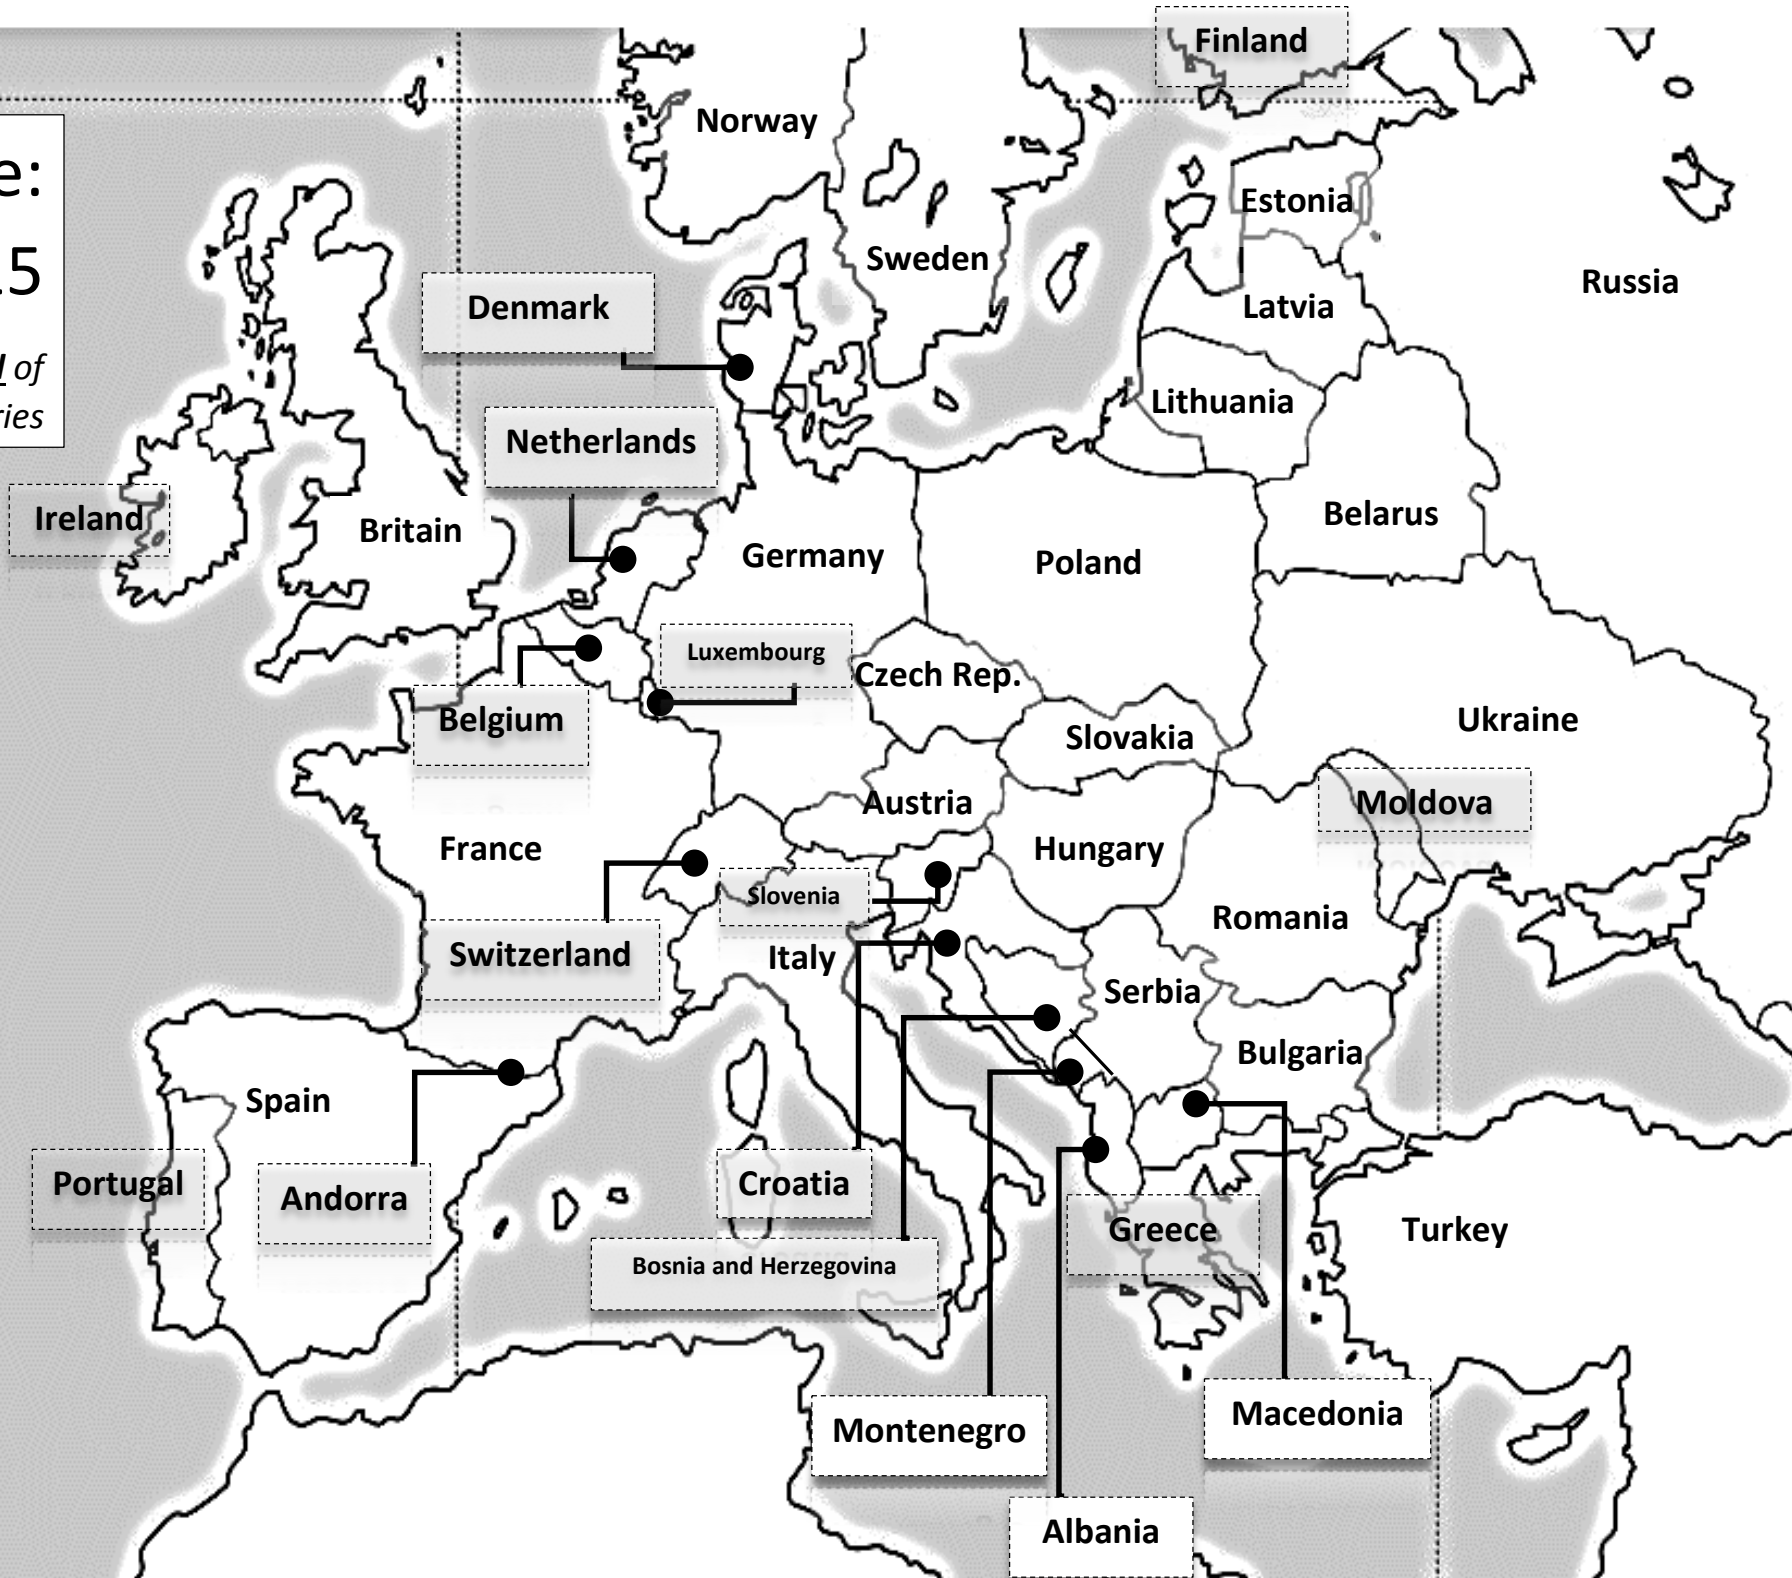 Finland
Norway
e:
Estonia
Sweden
15
Russia
Denmark
Latvia
of
ries
Lithuania
Netherlands
Ireland
Britain
Belarus
Germany
Poland
Luxembourg
Czech Rep.
Belgium
Ukraine
Slovakia
Austria
Moldova
France
Hungary
Slovenia
Romania
Switzerland
Italy
Serbia
Bulgaria
Spain
Portugal
Andorra
Croatia
Greece
Turkey
Bosnia and Herzegovina
Macedonia
Montenegro
Albania